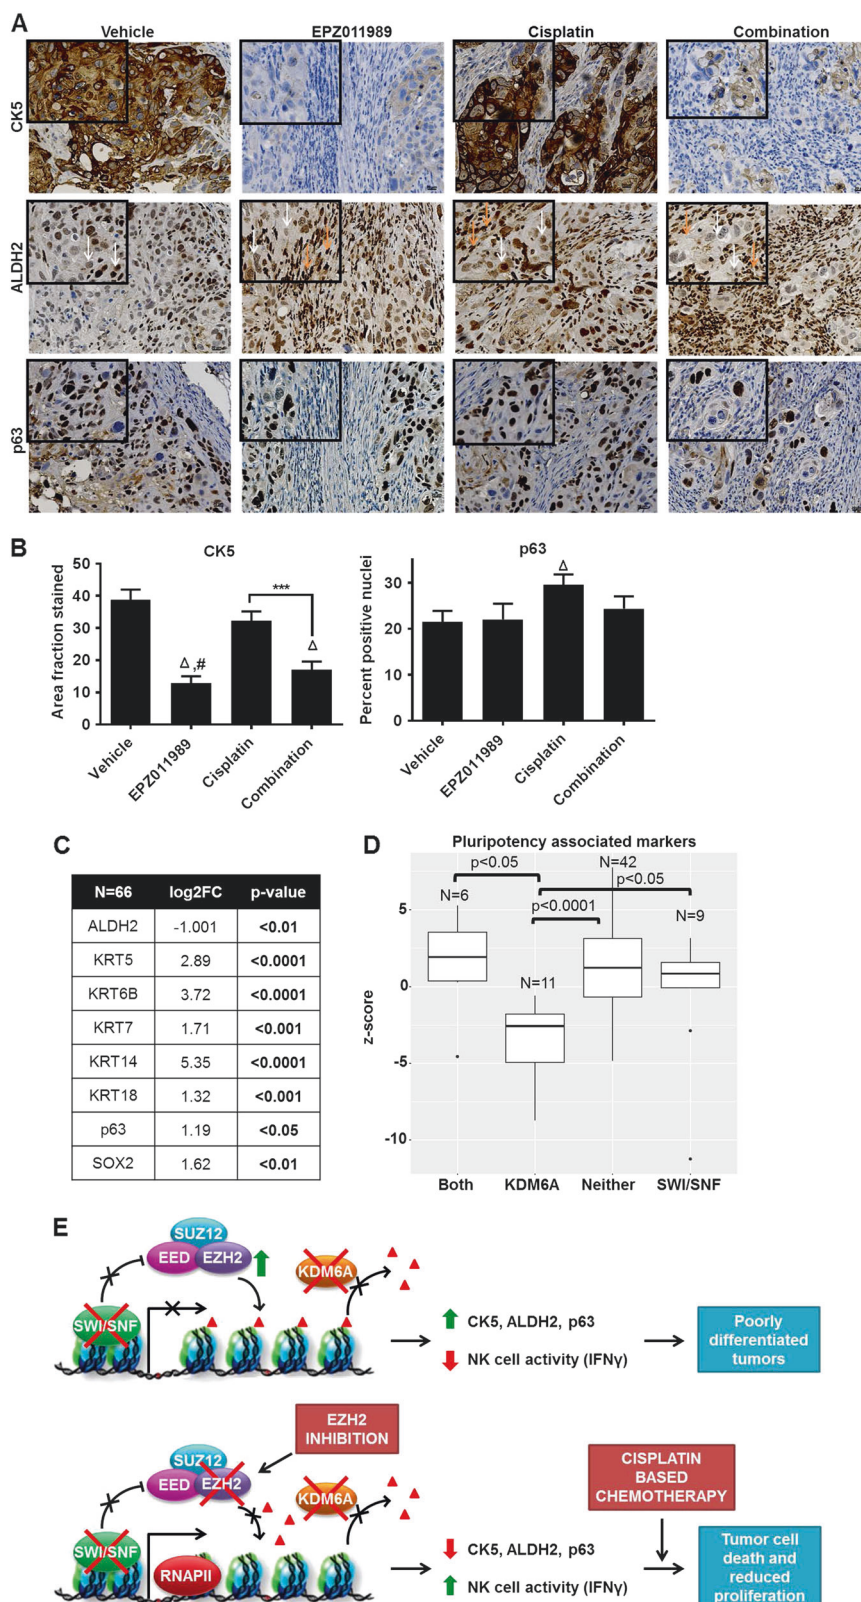 A
Vehicle EPZ011989 Cisplatin Combination
CK5
ALDH2
p63
B
CK5
Area fraction stained
50
40
30
20
10
0
Δ,#
***
Δ
Vehicle
EPZ011989
Cisplatin
Combination
p63
Percent positive nuclei
30
20
10
0
Δ
Vehicle
EPZ011989
Cisplatin
Combination
C
N=66 log2FC p-value
ALDH2 -1.001 <0.01
KRT5 2.89 <0.0001
KRT6B 3.72 <0.0001
KRT7 1.71 <0.001
KRT14 5.35 <0.0001
KRT18 1.32 <0.001
p63 1.19 <0.05
SOX2 1.62 <0.01
D
Pluripotency associated markers
z-score
5
0
-5
-10
p<0.05
N=42
p<0.05
N=6
p<0.0001
N=9
N=11
Both KDM6A Neither SWI/SNF
E
SUZ12
EED EZH2
KDM6A
SWI/SNF
CK5, ALDH2, p63
NK cell activity (IFNγ)
Poorly
differentiated
tumors
EZH2
INHIBITION
SUZ12
EED EZH2
KDM6A
SWI/SNF
RNAPII
CISPLATIN
BASED
CHEMOTHERAPY
CK5, ALDH2, p63
NK cell activity (IFNγ)
Tumor cell
death and
reduced
proliferation